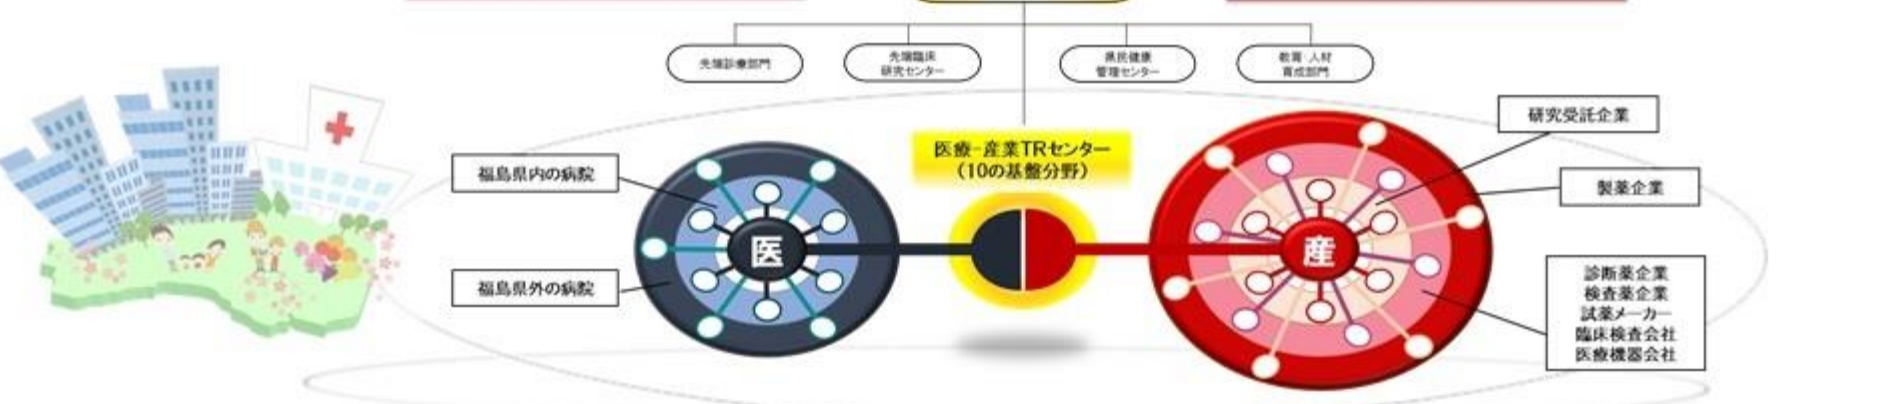 先端診療部門
先端臨床
研究センター
県民健康
管理センター
教育・人材
育成部門
医療-産業TRセンター
(10の基盤分野)
福島県内の病院
福島県外の病院
医
産
研究受託企業
製薬企業
診断薬企業
検査薬企業
試薬メーカー
臨床検査会社
医療機器会社